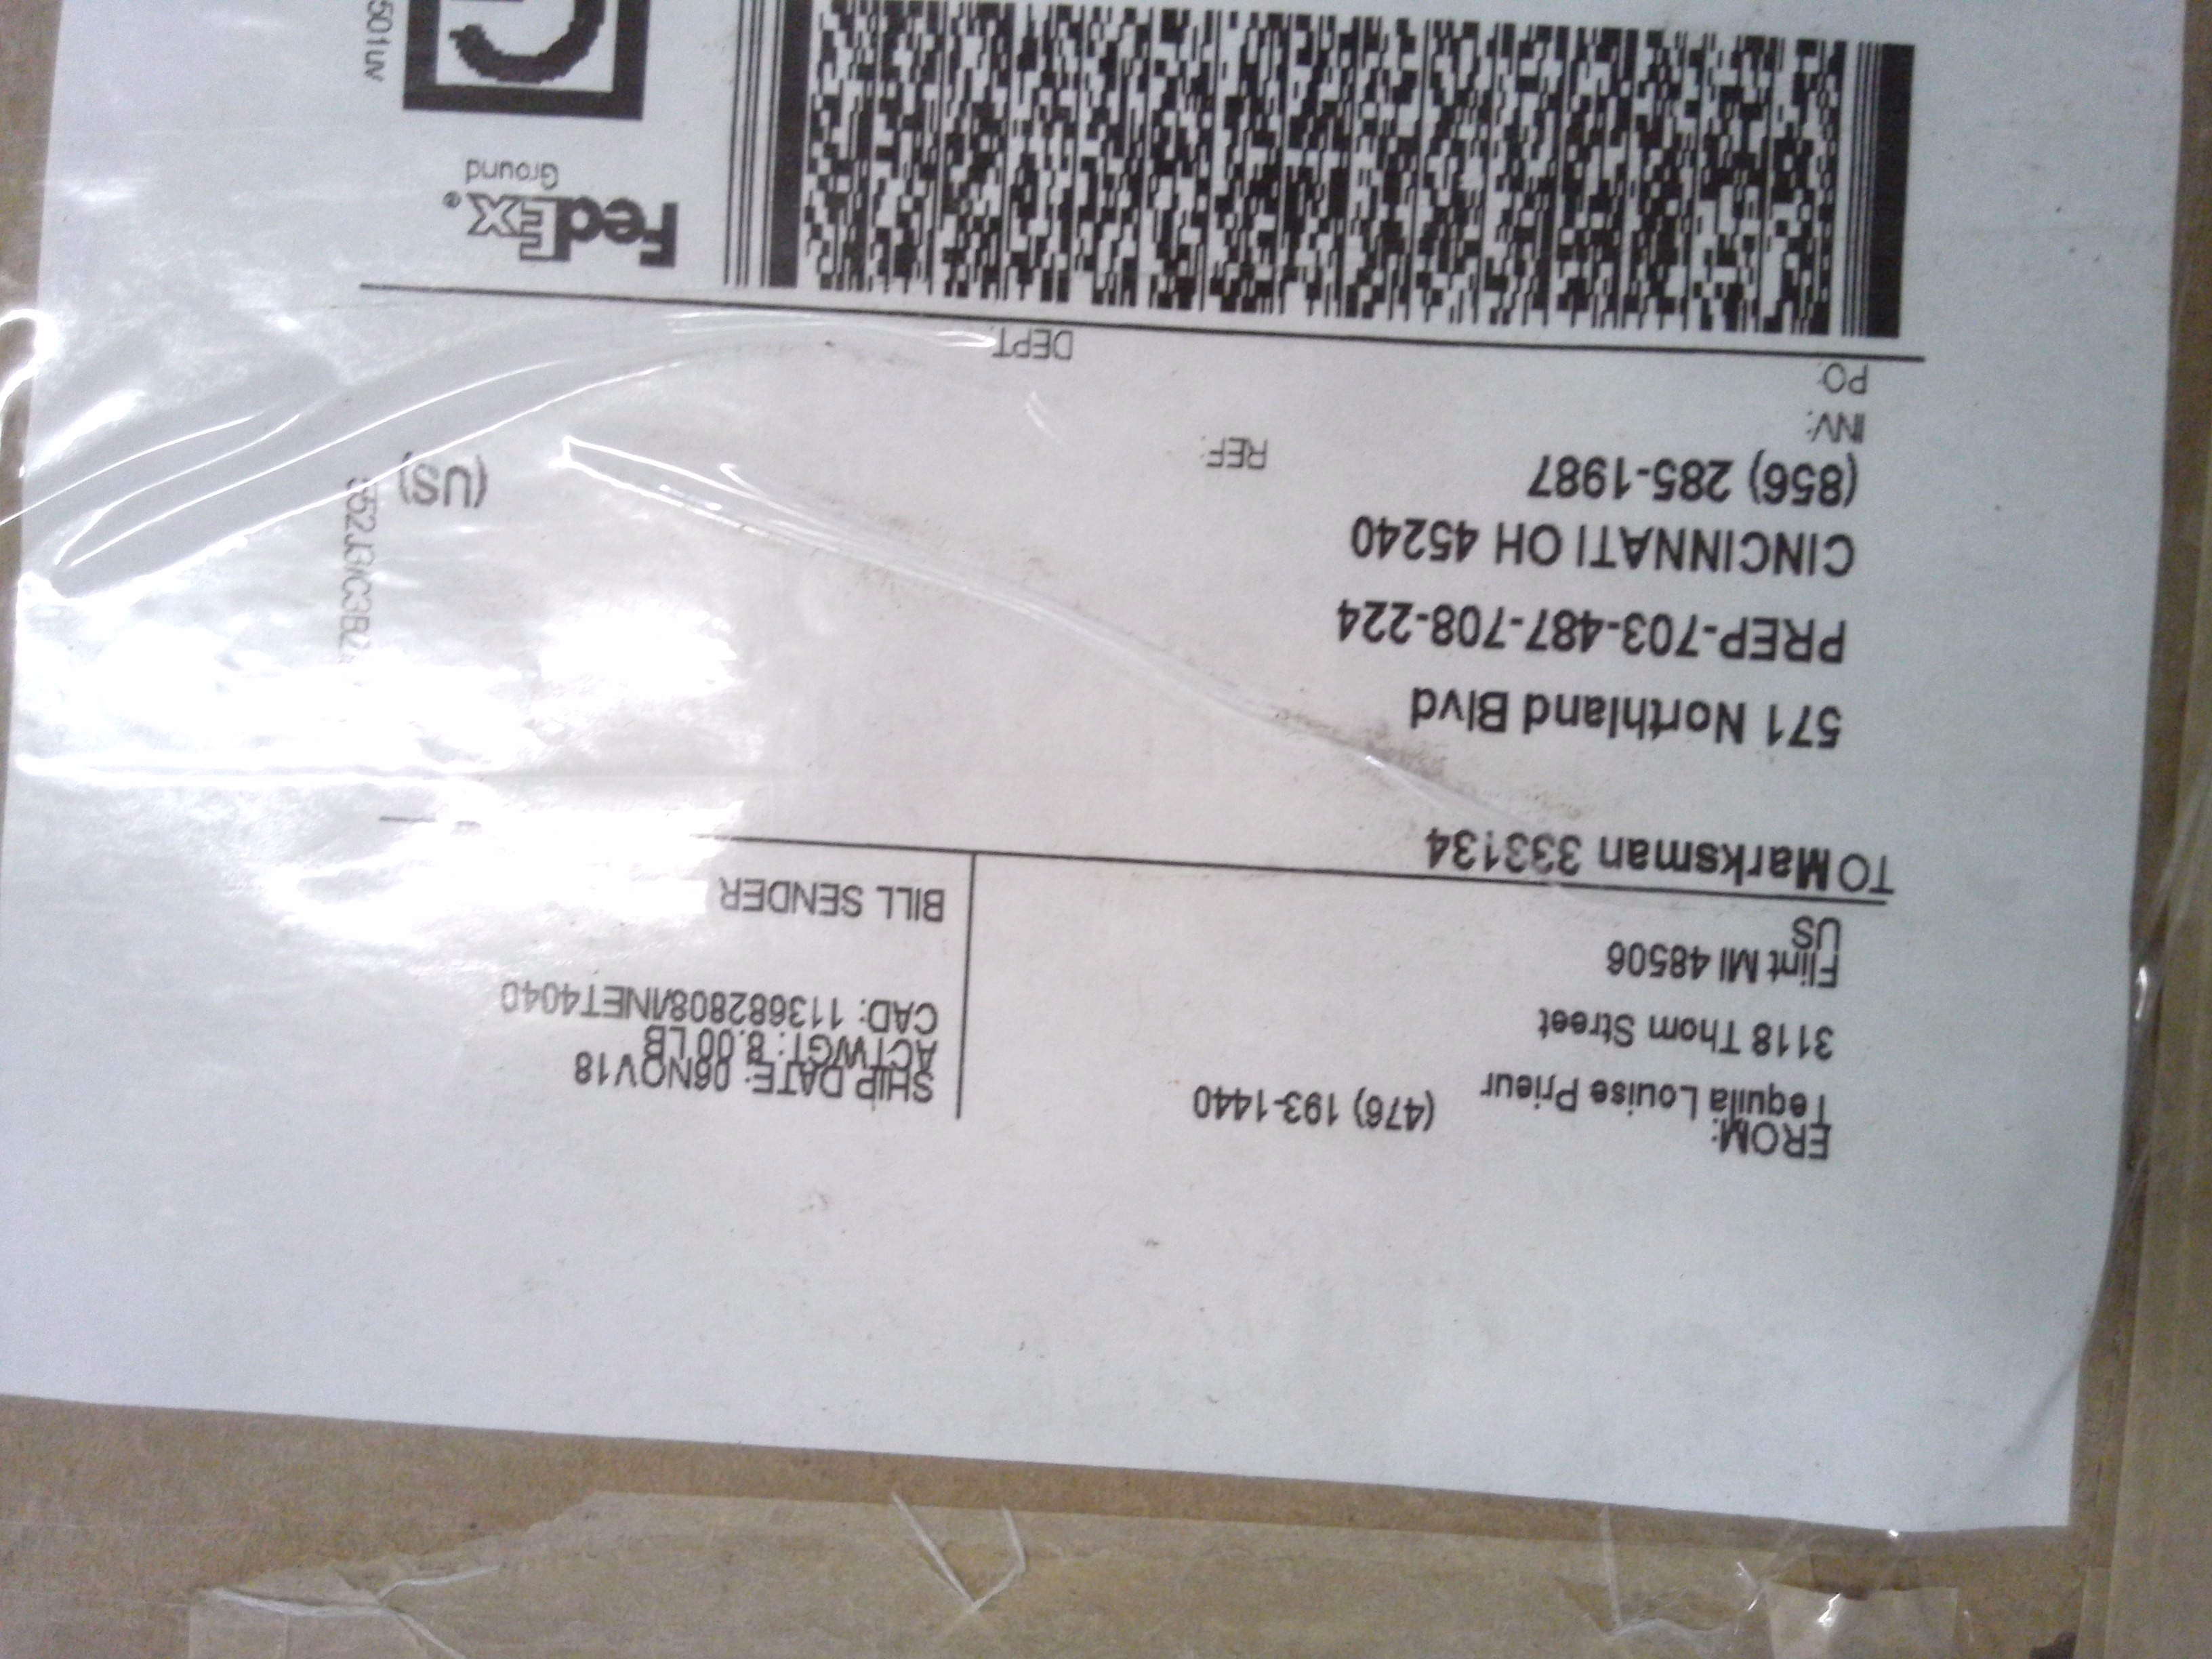 FROM:
Tequila Louise Prieur (476) 193-1440
3118 Thom Street
Flint MI 48506
US
SHIP DATE: 06NOV18
ACTWGT: 8.00 LB
CAD: 113682808/INET4040
BILL SENDER
TO Marksman 333134
571 Northland Blvd
PREP-703-487-708-224
CINCINNATI OH 45240
(856) 285-1987
(US)
INV:
REF:
PO:
DEPT:
FedEx®
Ground
G